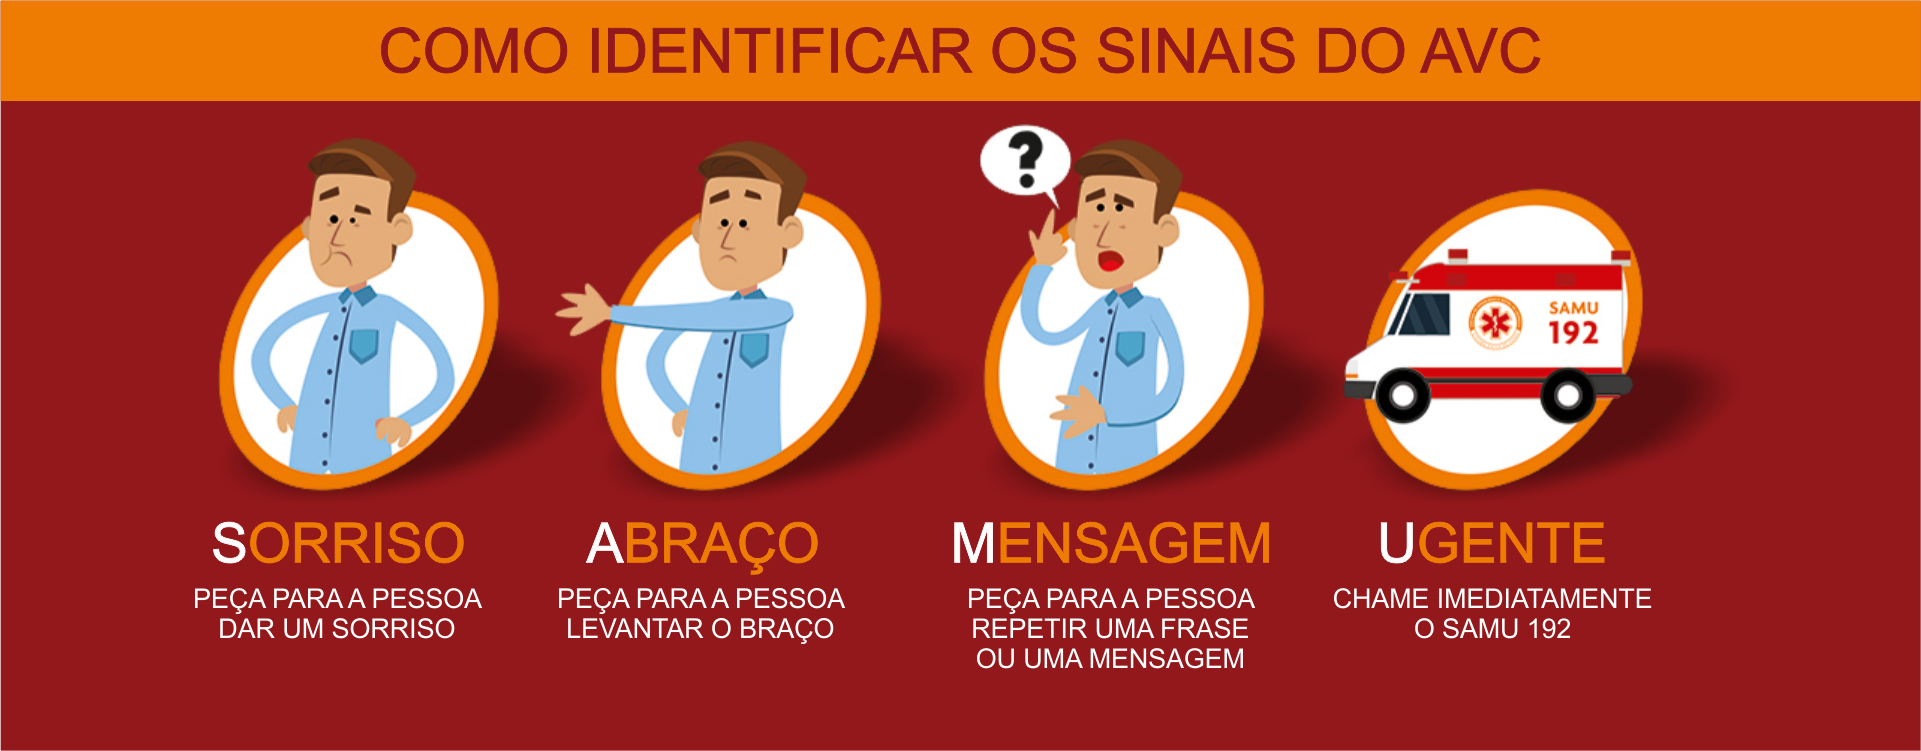 COMO IDENTIFICAR OS SINAIS DO AVC
?
SAMU
192
SORRISO
PEÇA PARA A PESSOA
DAR UM SORRISO
ABRAÇO
PEÇA PARA A PESSOA
LEVANTAR O BRAÇO
MENSAGEM
PEÇA PARA A PESSOA
REPETIR UMA FRASE
OU UMA MENSAGEM
UGENTE
CHAME IMEDIATAMENTE
O SAMU 192